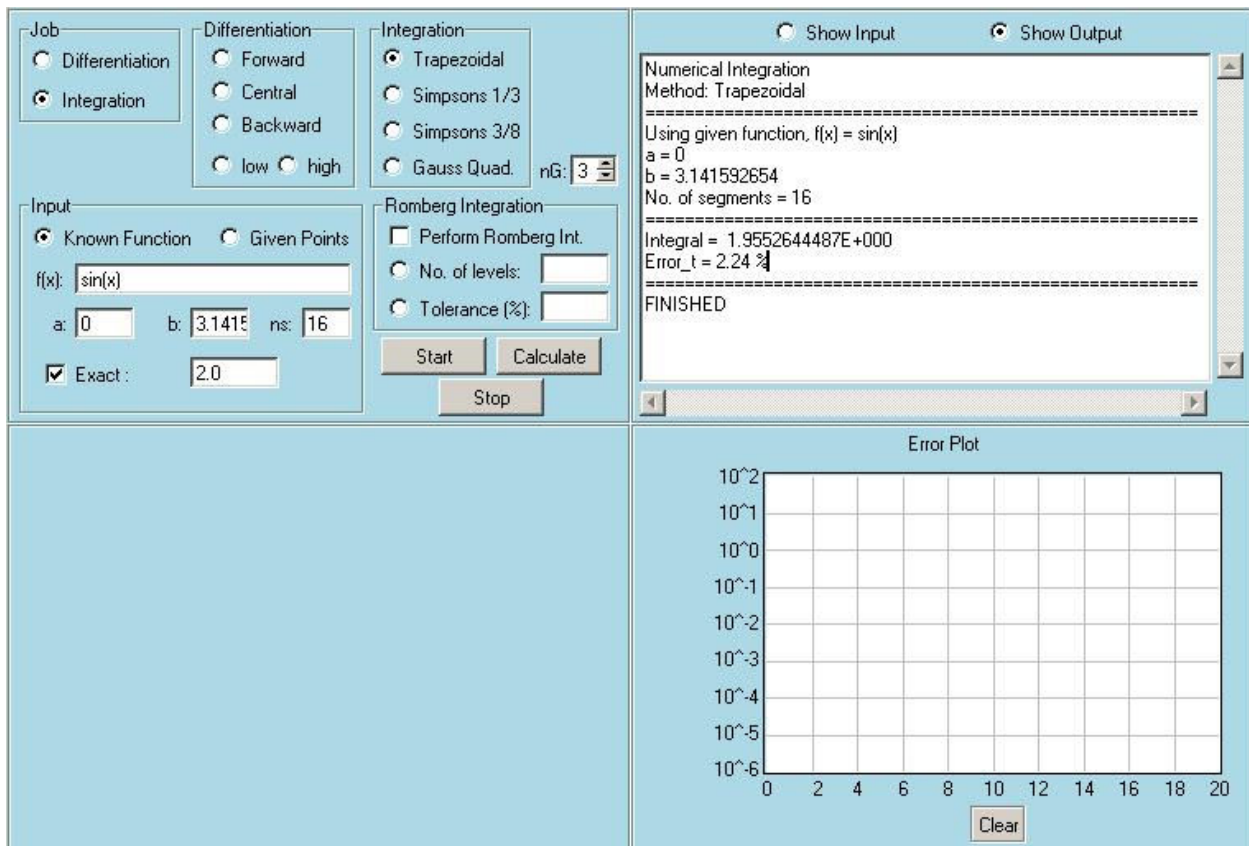 Job
Differentiation
Integration
Differentiation
Forward
Central
Backward
low high
Integration
Trapezoidal
Simpsons 1/3
Simpsons 3/8
Gauss Quad. nG: 3
Input
Known Function Given Points
f(x): sin(x)
a: 0 b: 3.1415 ns: 16
Exact : 2.0
Romberg Integration
Perform Romberg Int.
No. of levels:
Tolerance (%):
Start Calculate
Stop
Show Input Show Output
Numerical Integration
Method: Trapezoidal
========================================================
Using given function, f(x) = sin(x)
a = 0
b = 3.141592654
No. of segments = 16
========================================================
Integral = 1.9552644487E+000
Error_t = 2.24 %
========================================================
FINISHED
Error Plot
10^2
10^1
10^0
10^-1
10^-2
10^-3
10^-4
10^-5
10^-6
0 2 4 6 8 10 12 14 16 18 20
Clear